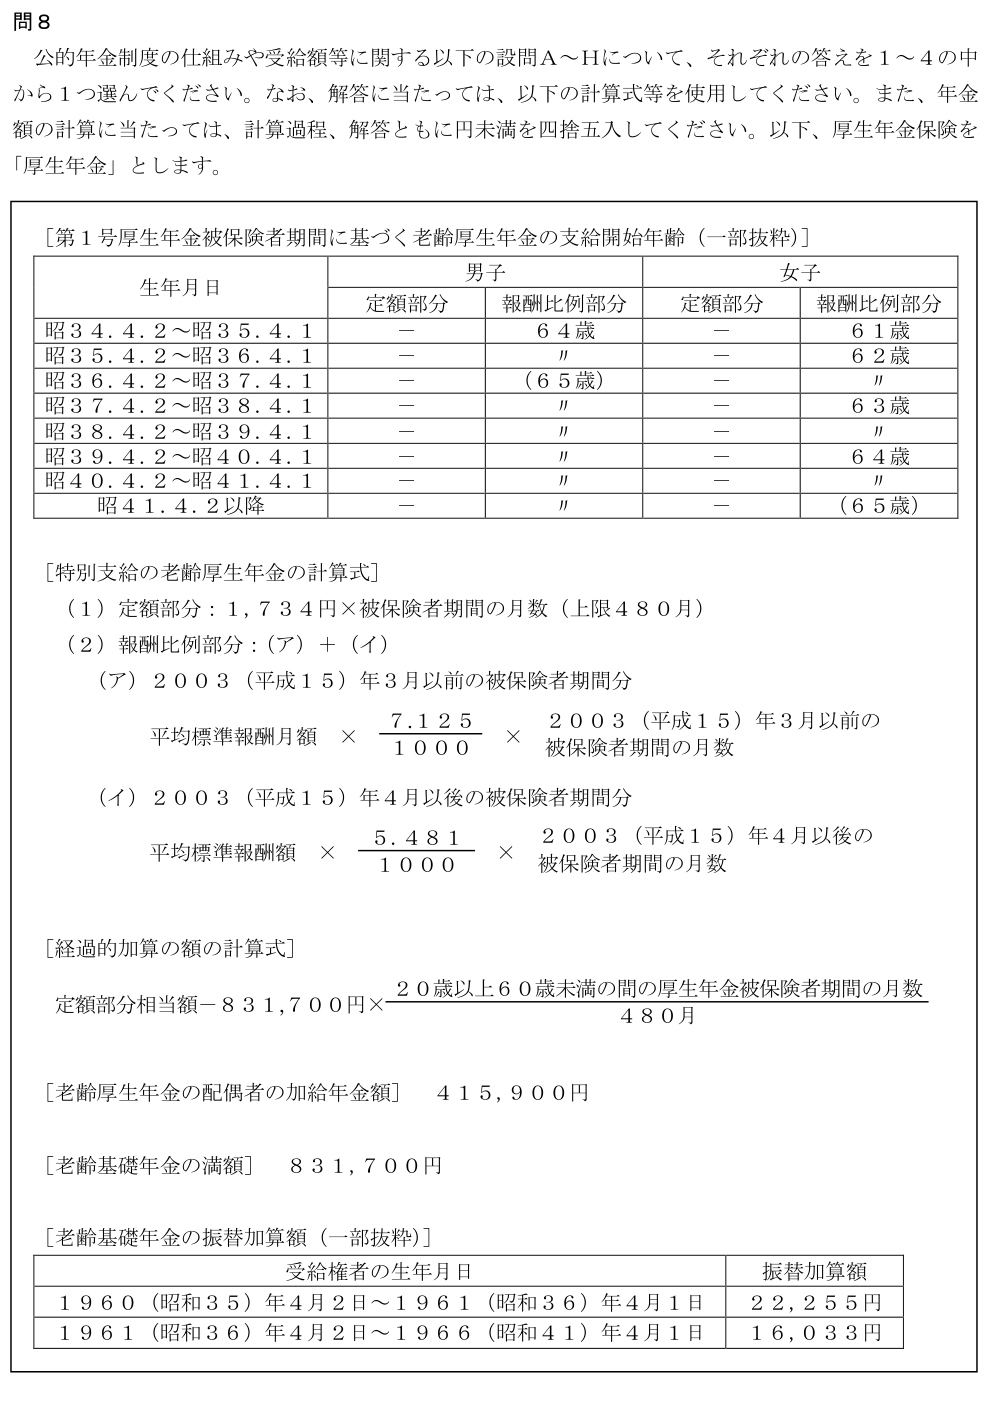 問８
公的年金制度の仕組みや受給額等に関する以下の設問Ａ～Ｈについて、それぞれの答えを１～４の中
から１つ選んでください。なお、解答に当たっては、以下の計算式等を使用してください。また、年金
額の計算に当たっては、計算過程、解答ともに円未満を四捨五入してください。以下、厚生年金保険を
「厚生年金」とします。
［第１号厚生年金被保険者期間に基づく老齢厚生年金の支給開始年齢（一部抜粋）］
生年月日 男子 女子
定額部分 報酬比例部分 定額部分 報酬比例部分
昭３４．４．２～昭３５．４．１ － ６４歳 － ６１歳
昭３５．４．２～昭３６．４．１ － 〃 － ６２歳
昭３６．４．２～昭３７．４．１ － （６５歳） － 〃
昭３７．４．２～昭３８．４．１ － 〃 － ６３歳
昭３８．４．２～昭３９．４．１ － 〃 － 〃
昭３９．４．２～昭４０．４．１ － 〃 － ６４歳
昭４０．４．２～昭４１．４．１ － 〃 － 〃
昭４１．４．２以降 － 〃 － （６５歳）
［特別支給の老齢厚生年金の計算式］
（１）定額部分：１,７３４円×被保険者期間の月数（上限４８０月）
（２）報酬比例部分：（ア）＋（イ）
（ア）２００３（平成１５）年３月以前の被保険者期間分
平均標準報酬月額 × ７.１２５／１０００ × ２００３（平成１５）年３月以前の
被保険者期間の月数
（イ）２００３（平成１５）年４月以後の被保険者期間分
平均標準報酬額 × ５.４８１／１０００ × ２００３（平成１５）年４月以後の
被保険者期間の月数
［経過的加算の額の計算式］
定額部分相当額－８３１,７００円×２０歳以上６０歳未満の間の厚生年金被保険者期間の月数
４８０月
［老齢厚生年金の配偶者の加給年金額］ ４１５,９００円
［老齢基礎年金の満額］ ８３１,７００円
［老齢基礎年金の振替加算額（一部抜粋）］
受給権者の生年月日 振替加算額
１９６０（昭和３５）年４月２日～１９６１（昭和３６）年４月１日 ２２,２５５円
１９６１（昭和３６）年４月２日～１９６６（昭和４１）年４月１日 １６,０３３円